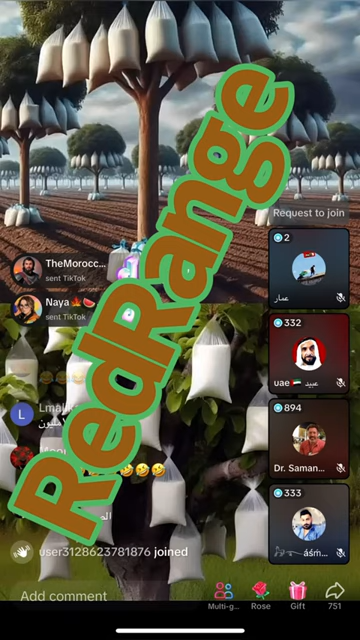 Request to join
2
TheMorocc...
sent TikTok
عمار
Naya
sent TikTok
332
uae عبيد
894
Dr. Saman...
333
RedRange
user3128623781876 joined
Add comment
Multi-g...
Rose
Gift
751